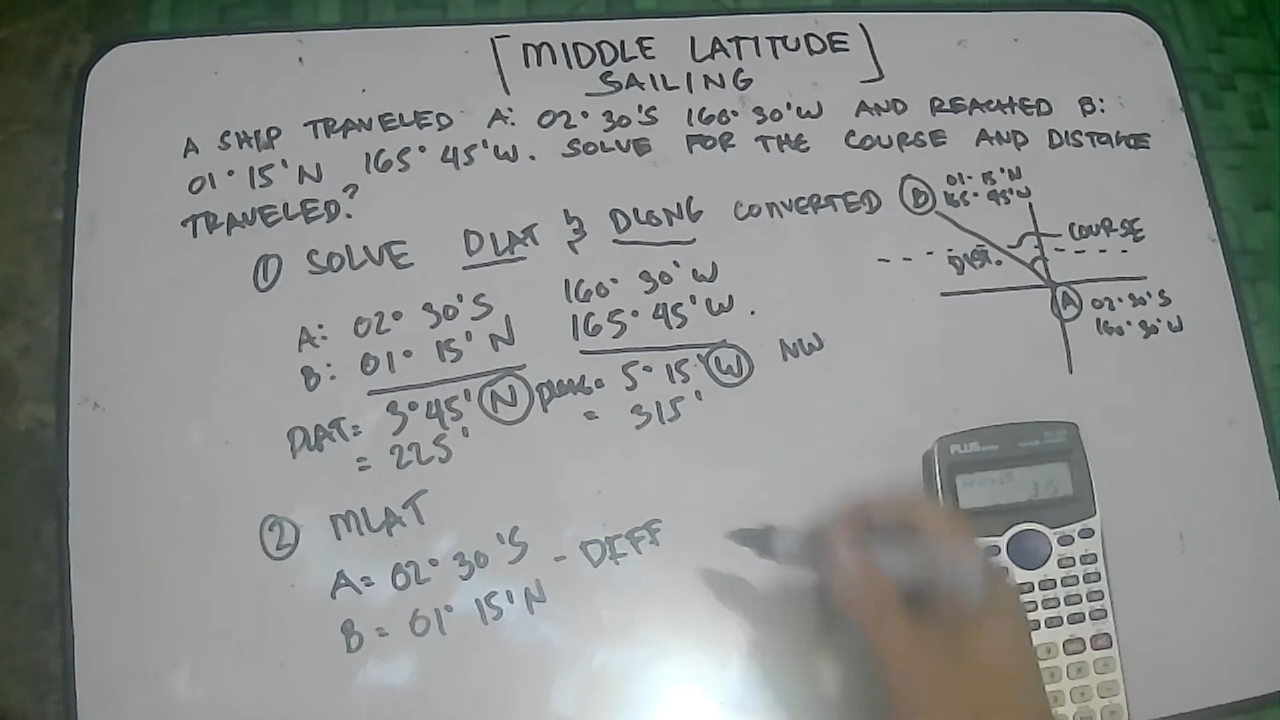 [MIDDLE LATITUDE]
SAILING
A SHIP TRAVELED A: 02° 30'S 160° 30'W AND REACHED B:
01° 15'N 165° 45'W. SOLVE FOR THE COURSE AND DISTANCE
TRAVELED?
① SOLVE DLAT & DLONG CONVERTED
A: 02° 30'S 160° 30'W
B: 01° 15'N 165° 45'W.
DLAT= 3° 45' N DLONG= 5° 15' W NW
= 225' = 315'
② MLAT
A= 02° 30'S - DIFF
B= 01° 15'N
B 01° 15'N
165° 45'W
COURSE
DIST.
A 02° 30'S
160° 30'W
PLUS